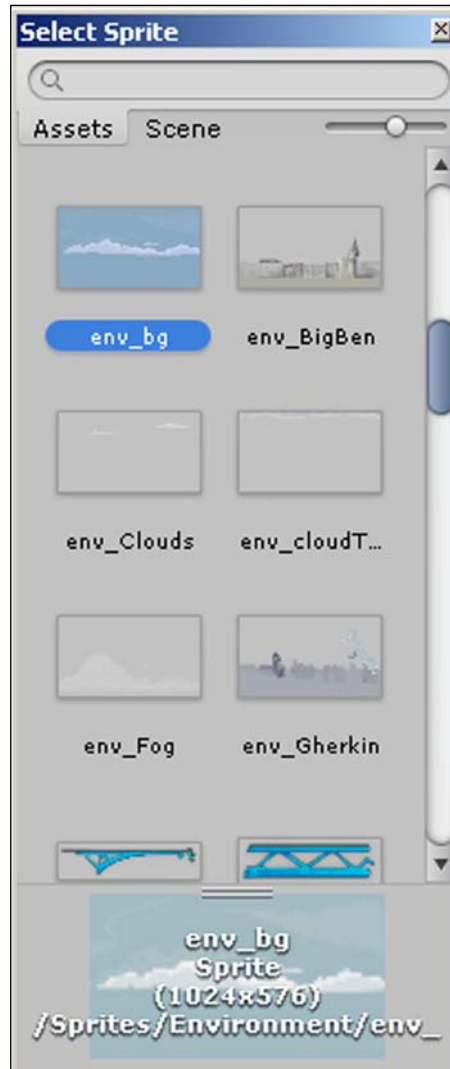 Select Sprite
Assets Scene
env_bg env_BigBen
env_Clouds env_cloudT...
env_Fog env_Gherkin
env_bg
Sprite
(1024x576)
/Sprites/Environment/env_